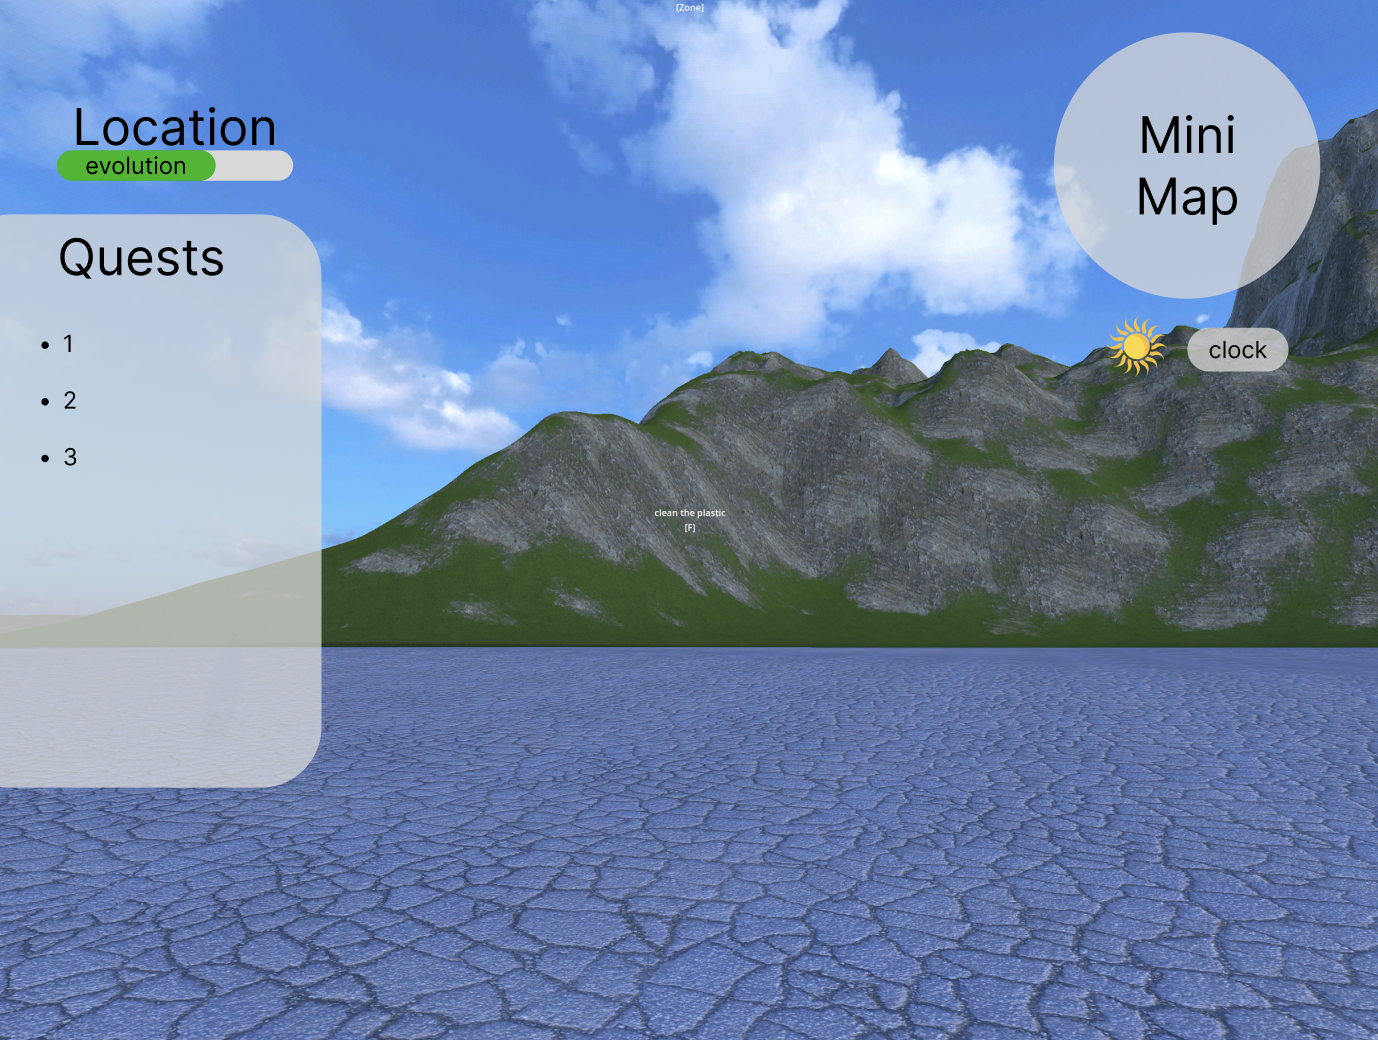 [Zone]
Location
evolution
Quests
• 1
• 2
• 3
Mini
Map
clock
clean the plastic
[F]